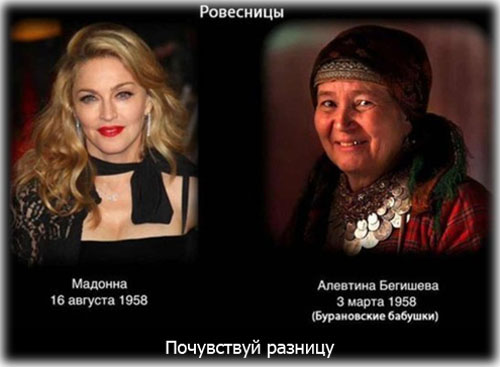 Ровесницы
Мадонна
16 августа 1958
Алевтина Бегишева
3 марта 1958
(Бурановские бабушки)
Почувствуй разницу